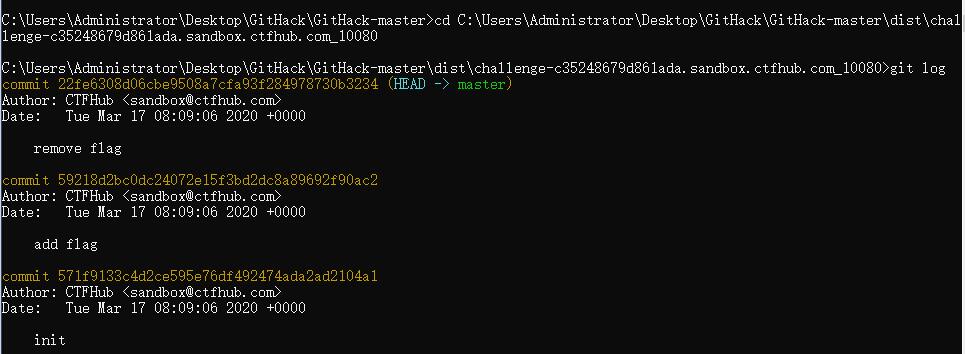 C:\Users\Administrator\Desktop\GitHack\GitHack-master>cd C:\Users\Administrator\Desktop\GitHack\GitHack-master\dist\chal
lenge-c35248679d861ada.sandbox.ctfhub.com_10080
C:\Users\Administrator\Desktop\GitHack\GitHack-master\dist\challenge-c35248679d861ada.sandbox.ctfhub.com_10080>git log
commit 22fe6308d06cbe9508a7cfa93f284978730b3234 (HEAD -> master)
Author: CTFHub <sandbox@ctfhub.com>
Date:   Tue Mar 17 08:09:06 2020 +0000
    remove flag
commit 59218d2bc0dc24072e15f3bd2dc8a89692f90ac2
Author: CTFHub <sandbox@ctfhub.com>
Date:   Tue Mar 17 08:09:06 2020 +0000
    add flag
commit 571f9133c4d2ce595e76df492474ada2ad2104a1
Author: CTFHub <sandbox@ctfhub.com>
Date:   Tue Mar 17 08:09:06 2020 +0000
    init